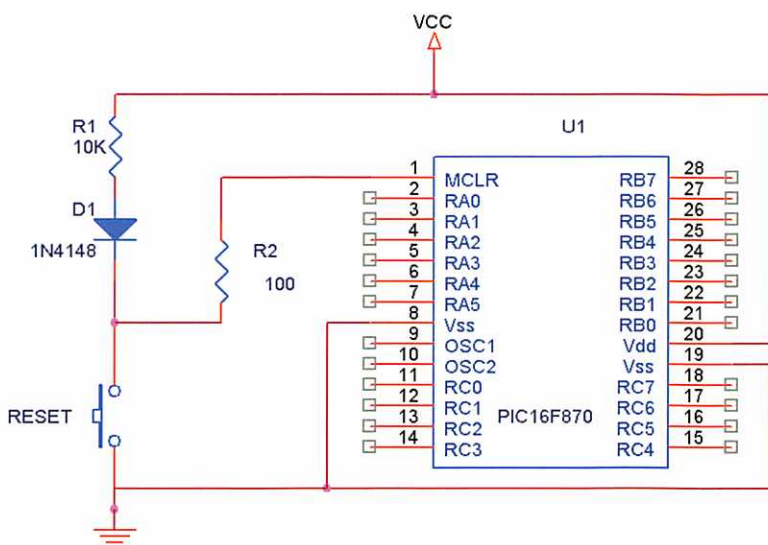 VCC
R1
10K
D1
1N4148
R2
100
RESET
U1
1 MCLR RB7 28
2 RA0 RB6 27
3 RA1 RB5 26
4 RA2 RB4 25
5 RA3 RB3 24
6 RA4 RB2 23
7 RA5 RB1 22
8 Vss RB0 21
9 OSC1 Vdd 20
10 OSC2 Vss 19
11 RC0 RC7 18
12 RC1 RC6 17
13 RC2 PIC16F870 RC5 16
14 RC3 RC4 15